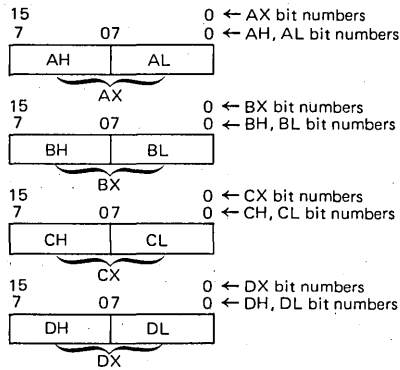 15 0 ← AX bit numbers
7 07 0 ← AH, AL bit numbers
AH AL
AX
15 0 ← BX bit numbers
7 07 0 ← BH, BL bit numbers
BH BL
BX
15 0 ← CX bit numbers
7 07 0 ← CH, CL bit numbers
CH CL
CX
15 0 ← DX bit numbers
7 07 0 ← DH, DL bit numbers
DH DL
DX